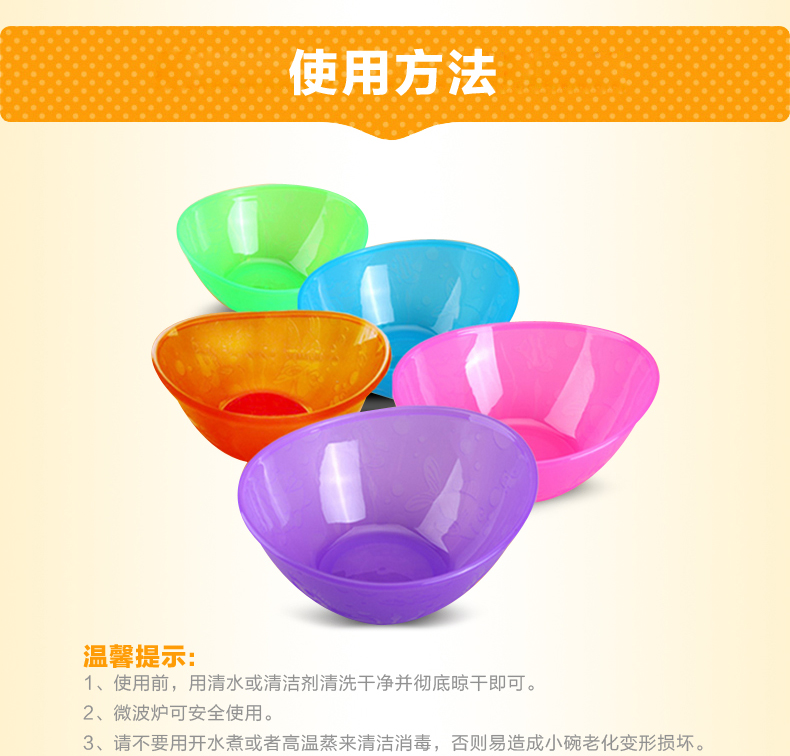 使用方法
温馨提示:
1、使用前，用清水或清洁剂清洗干净并彻底晾干即可。
2、微波炉可安全使用。
3、请不要用开水煮或者高温蒸来清洁消毒，否则易造成小碗老化变形损坏。